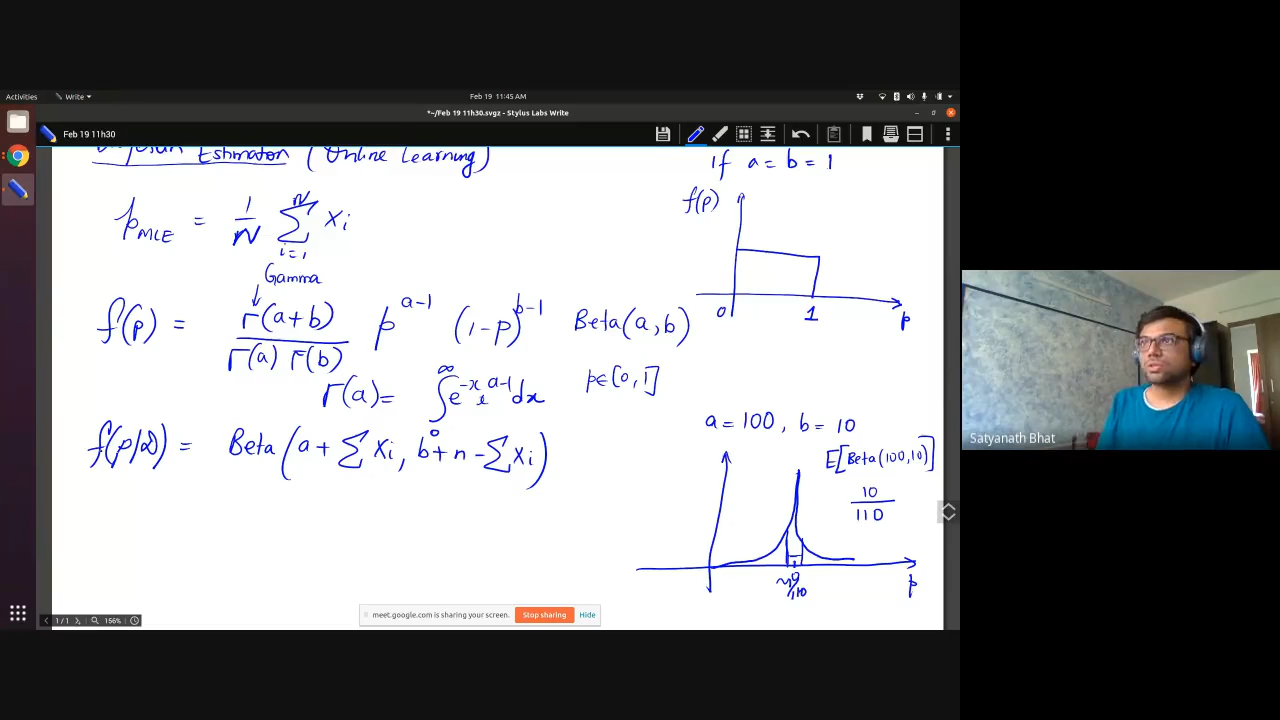 Activities Write Feb 19 11:45 AM
*~/Feb 19 11h30.svgz - Stylus Labs Write
Feb 19 11h30
Estimation (Online Learning)
p_MLE = 1/N Σ_{i=1}^{N} x_i
Gamma
f(p) = Γ(a+b) / Γ(a) Γ(b) p^{a-1} (1-p)^{b-1} Beta(a,b)
Γ(a) = ∫_0^∞ e^{-x} x^{a-1} dx p∈[0,1]
f(p/𝒟) = Beta(a + Σ x_i, b + n - Σ x_i)
If a = b = 1
f(p)
0 1 p
a = 100, b = 10
E[Beta(100,10)]
10
110
p
Satyanath Bhat
meet.google.com is sharing your screen. Stop sharing Hide
1 / 1 156%